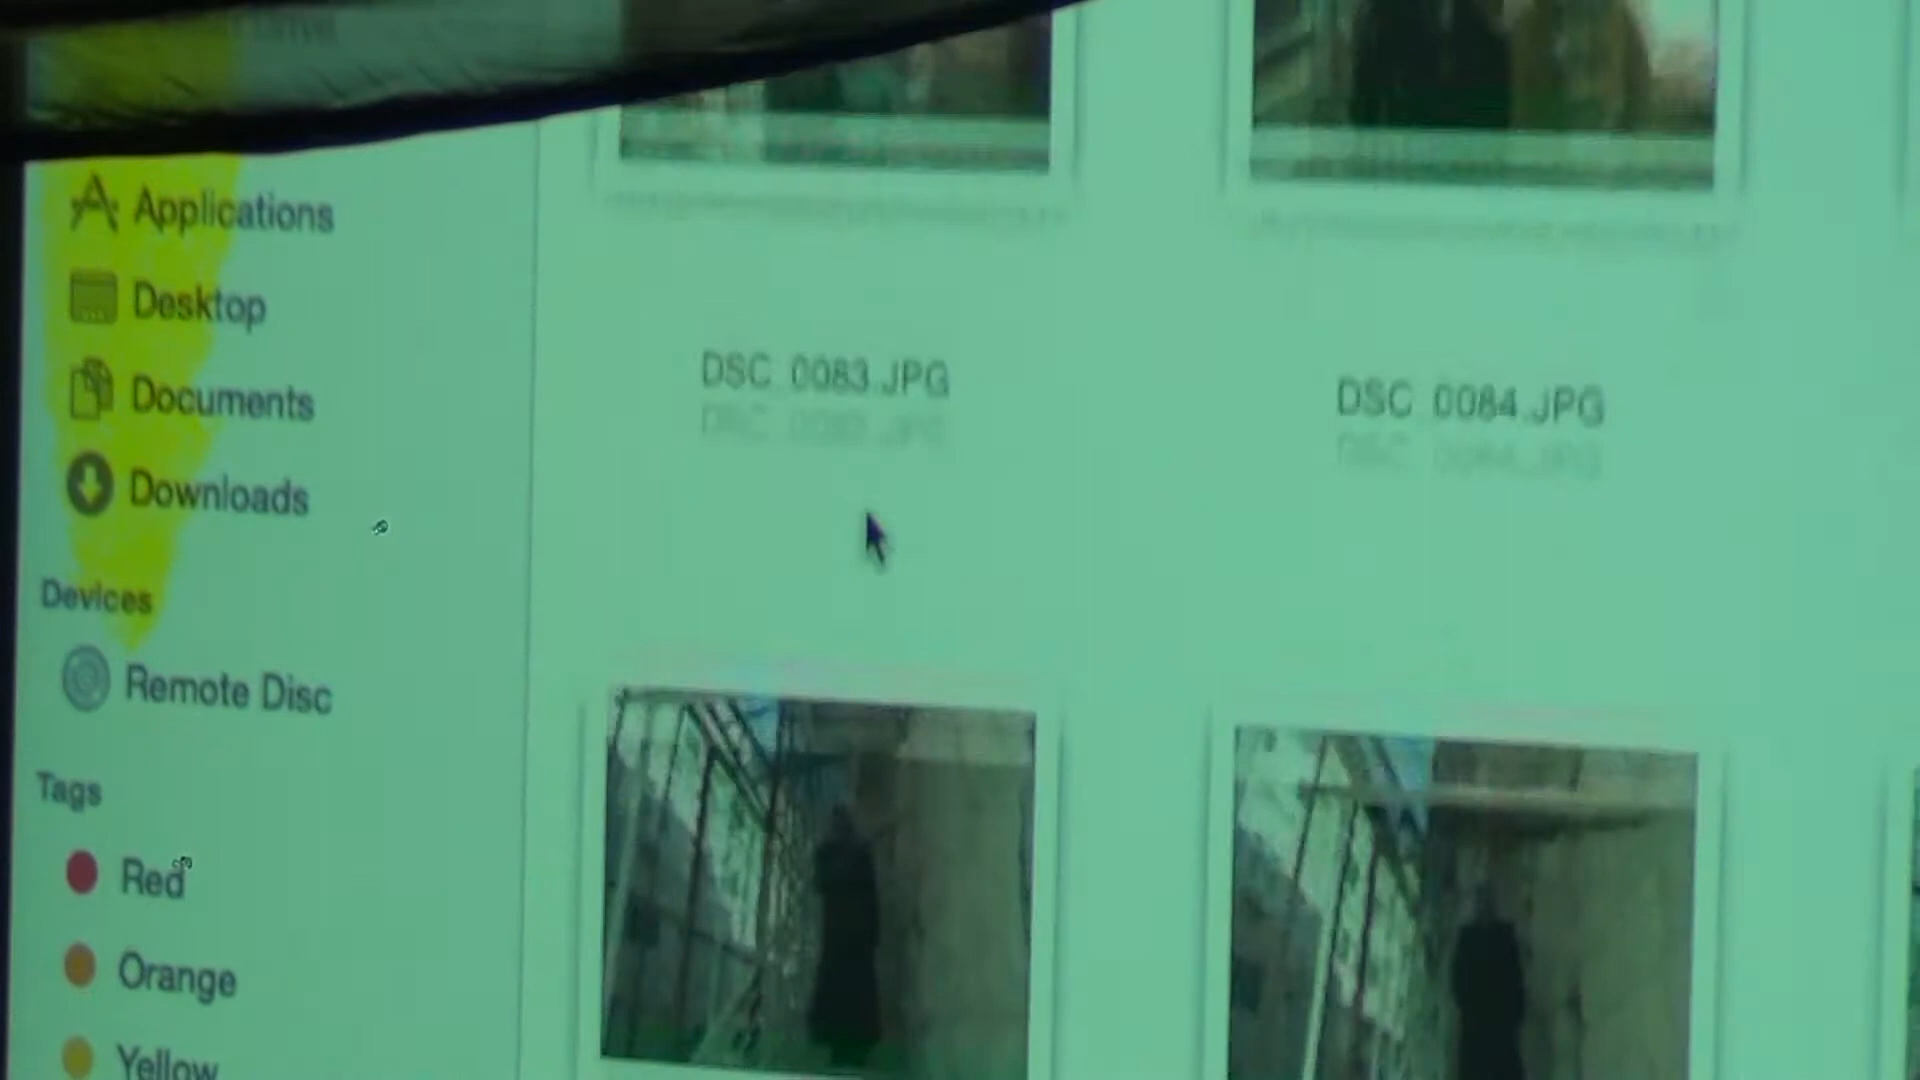 Applications
Desktop
Documents
Downloads
Devices
Remote Disc
Tags
Red
Orange
Yellow
DSC_0083.JPG
DSC_0084.JPG